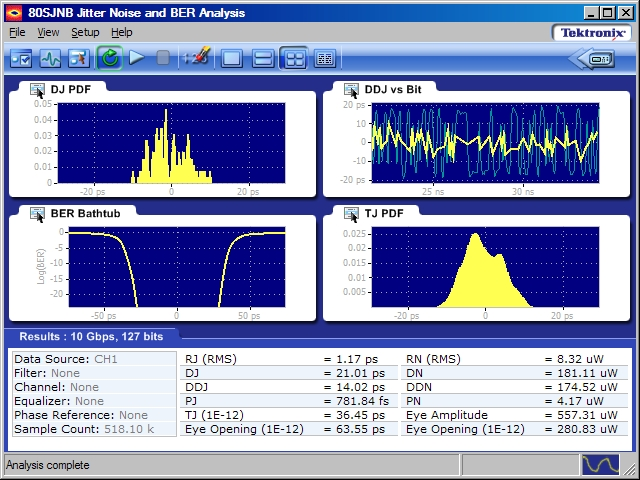 80SJNB Jitter Noise and BER Analysis
File View Setup Help
Tektronix
DJ PDF
0.05
0.04
0.03
0.02
0.01
0
-20 ps 0 20 ps
DDJ vs Bit
20 ps
10 ps
0
-10 ps
-20 ps
25 ns 30 ns
BER Bathtub
Log(BER)
0
-5
-10
-15
-20
-50 ps 0 50 ps
TJ PDF
0.025
0.02
0.015
0.01
0.005
-20 ps 0 20 ps
Results : 10 Gbps, 127 bits
Data Source: CH1
Filter: None
Channel: None
Equalizer: None
Phase Reference: None
Sample Count: 518.10 k
RJ (RMS) = 1.17 ps
DJ = 21.01 ps
DDJ = 14.02 ps
PJ = 781.84 fs
TJ (1E-12) = 36.45 ps
Eye Opening (1E-12) = 63.55 ps
RN (RMS) = 8.32 uW
DN = 181.11 uW
DDN = 174.52 uW
PN = 4.17 uW
Eye Amplitude = 557.31 uW
Eye Opening (1E-12) = 280.83 uW
Analysis complete